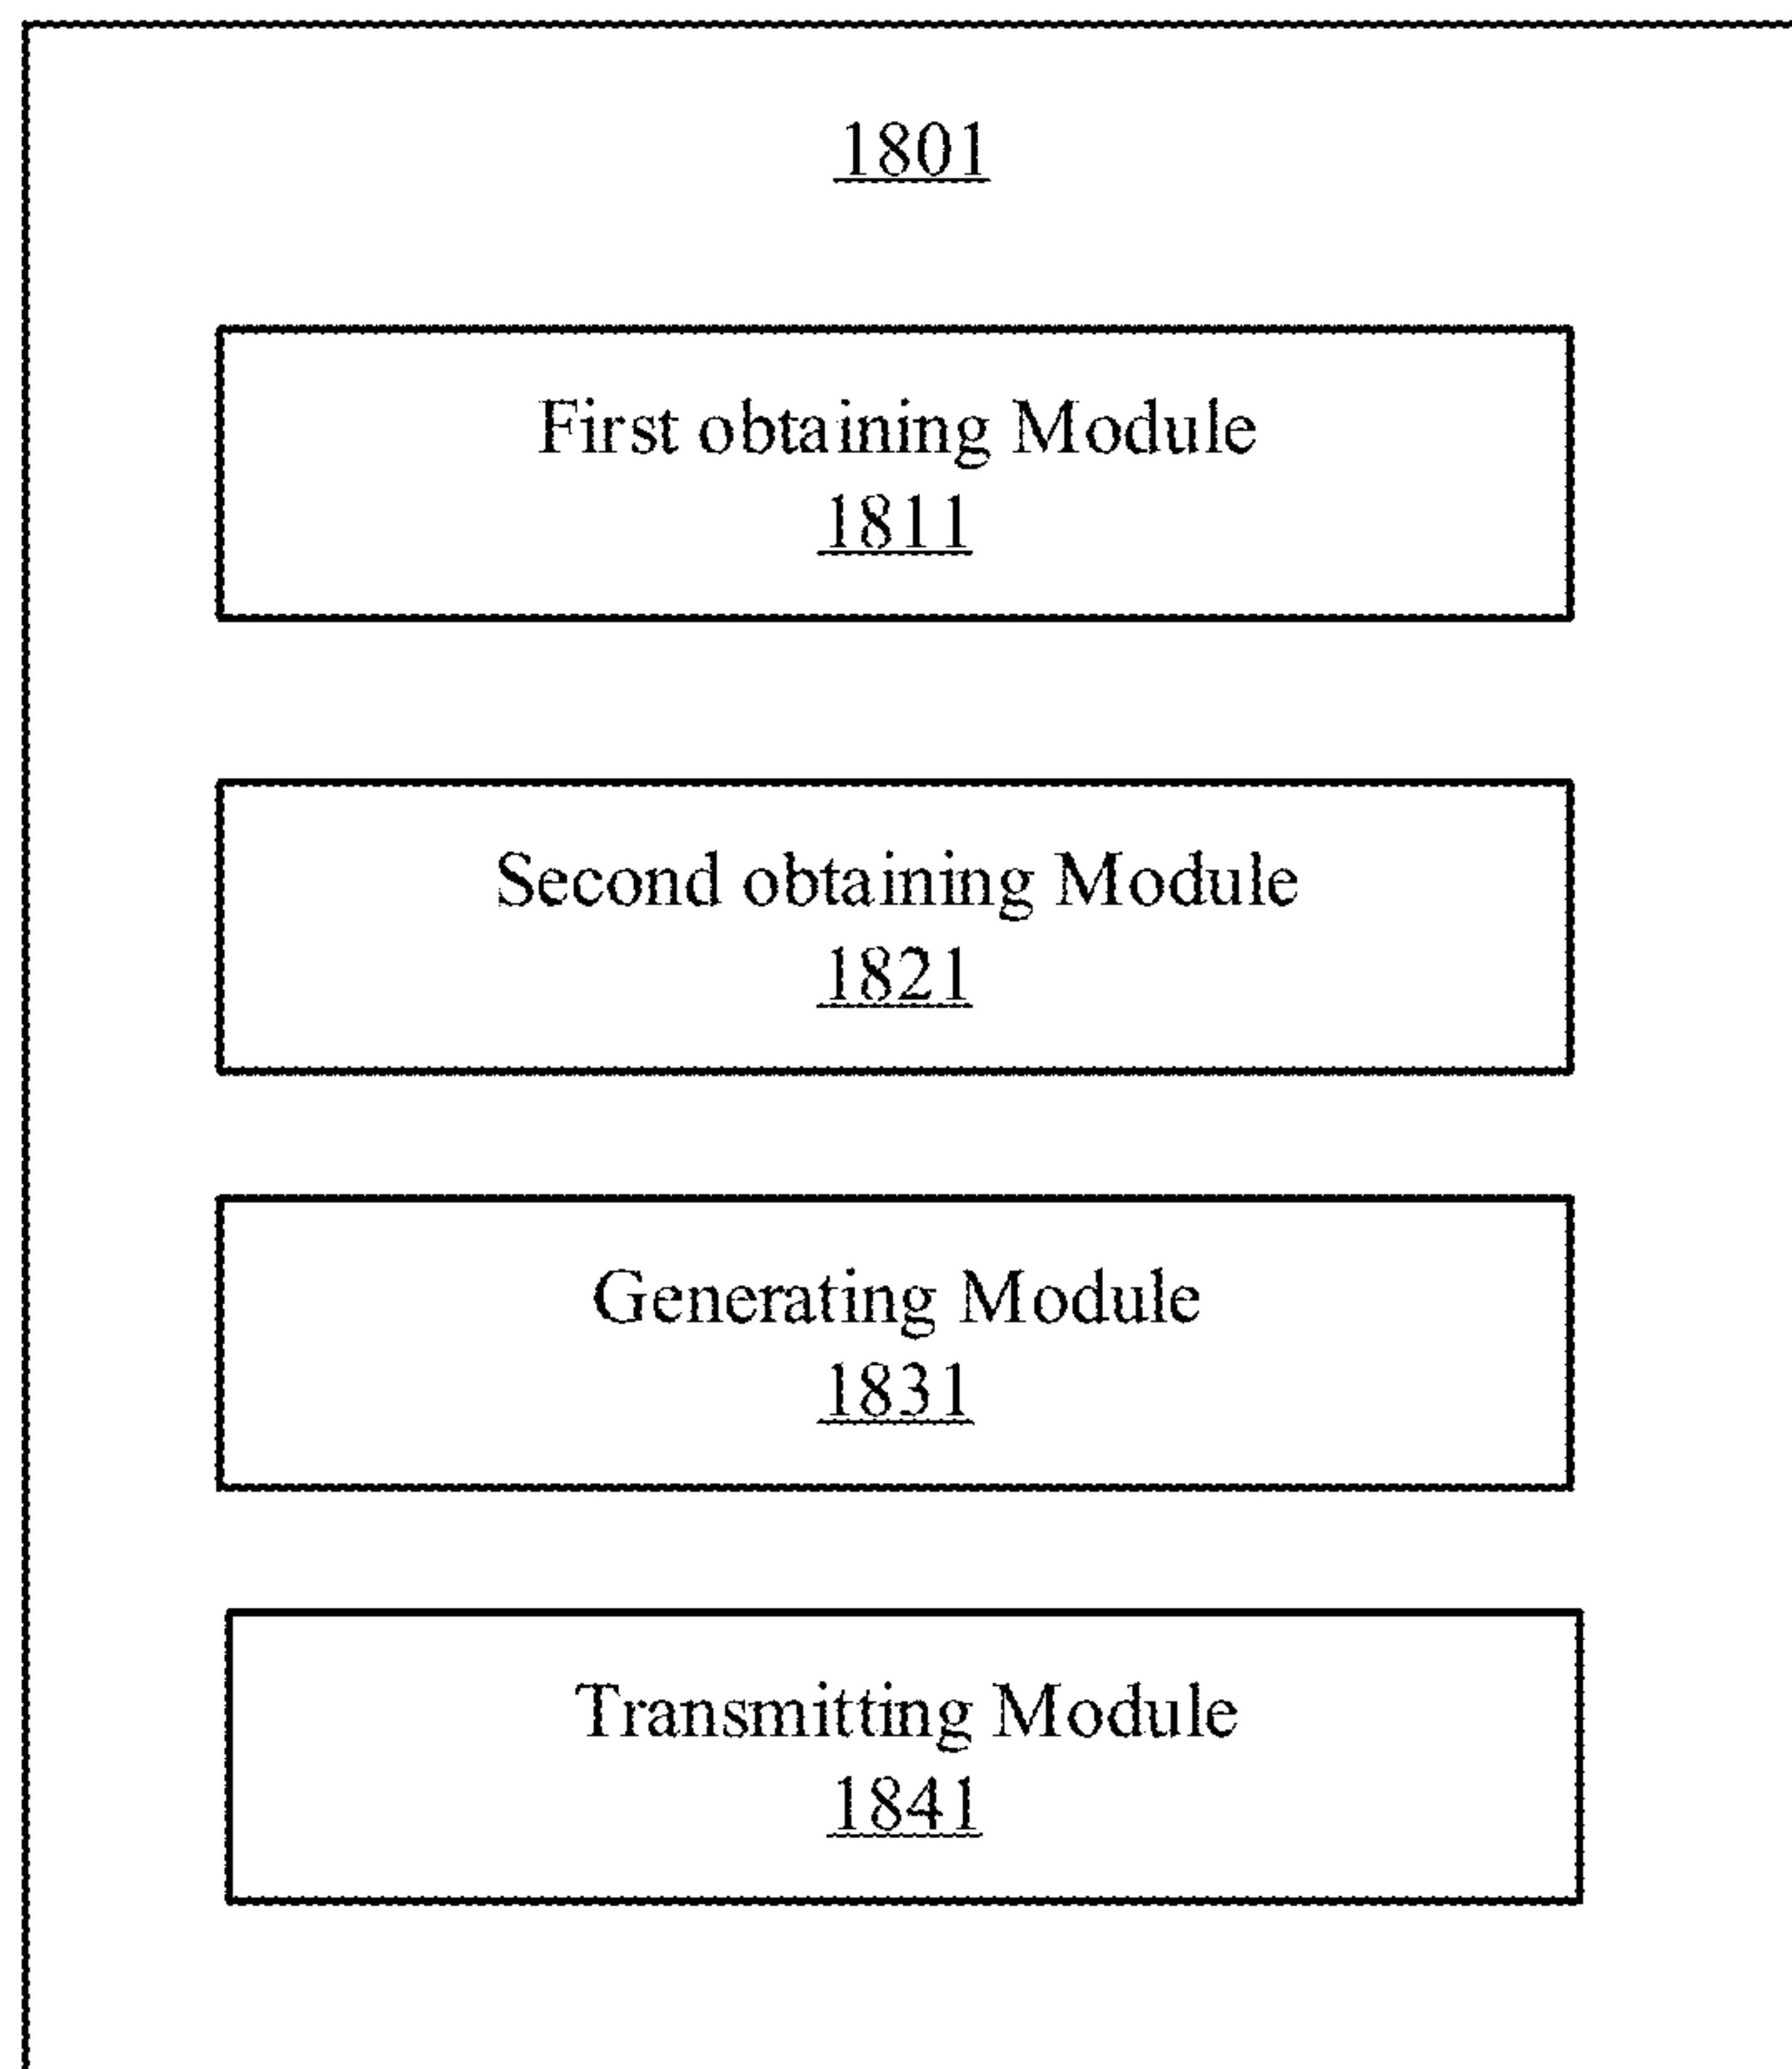 1801
First obtaining Module
1811
Second obtaining Module
1821
Generating Module
1831
Transmitting Module
1841